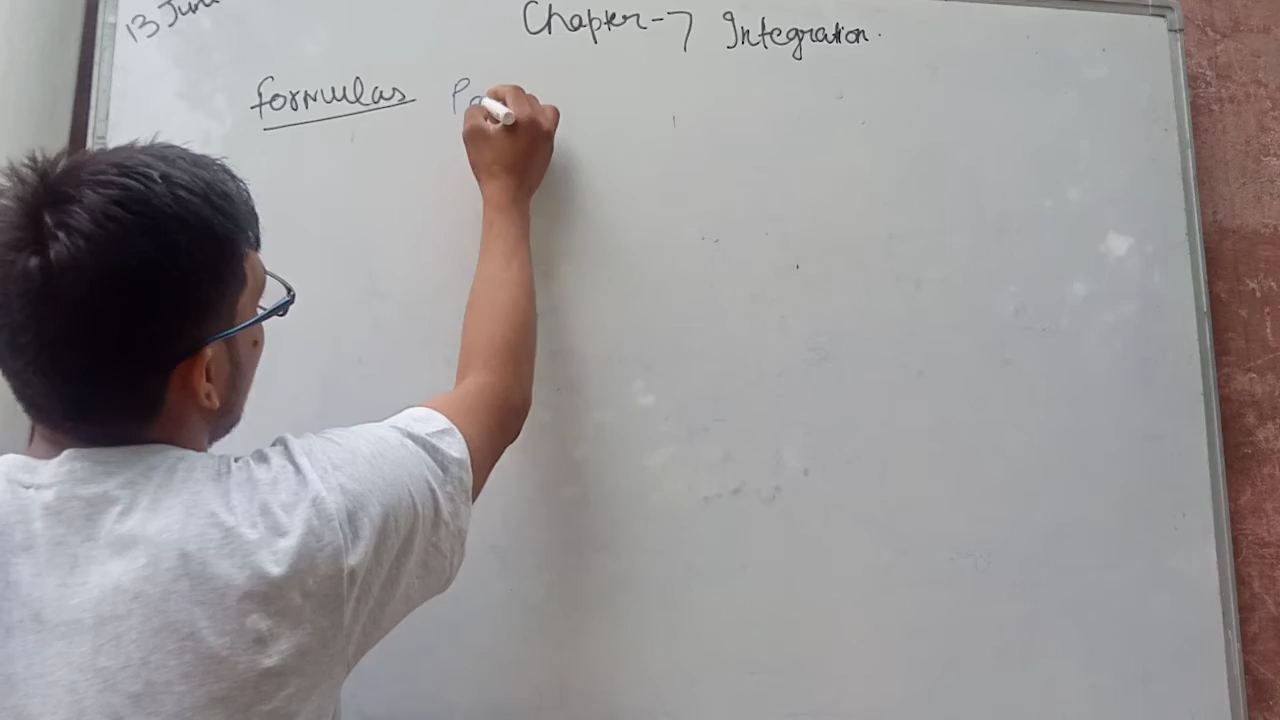 13 June
Chapter-7 Integration.
formulas